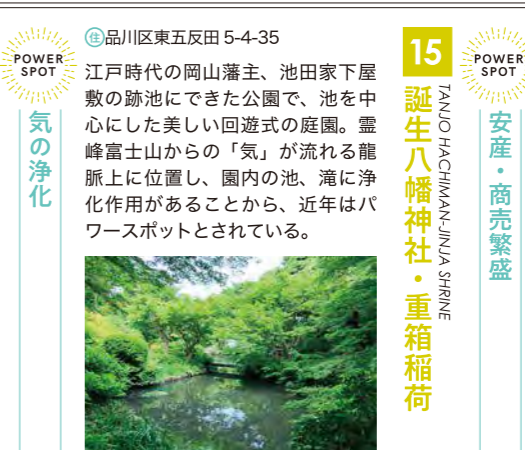 POWER
SPOT
安産・商売繁盛
15
誕生八幡神社・重箱稲荷
TANJO HACHIMAN-JINJA SHRINE
住品川区東五反田 5-4-35
江戸時代の岡山藩主、池田家下屋
敷の跡池にできた公園で、池を中
心にした美しい回遊式の庭園。霊
峰富士山からの「気」が流れる龍
脈上に位置し、園内の池、滝に浄
化作用があることから、近年はパ
ワースポットとされている。
POWER
SPOT
気の浄化